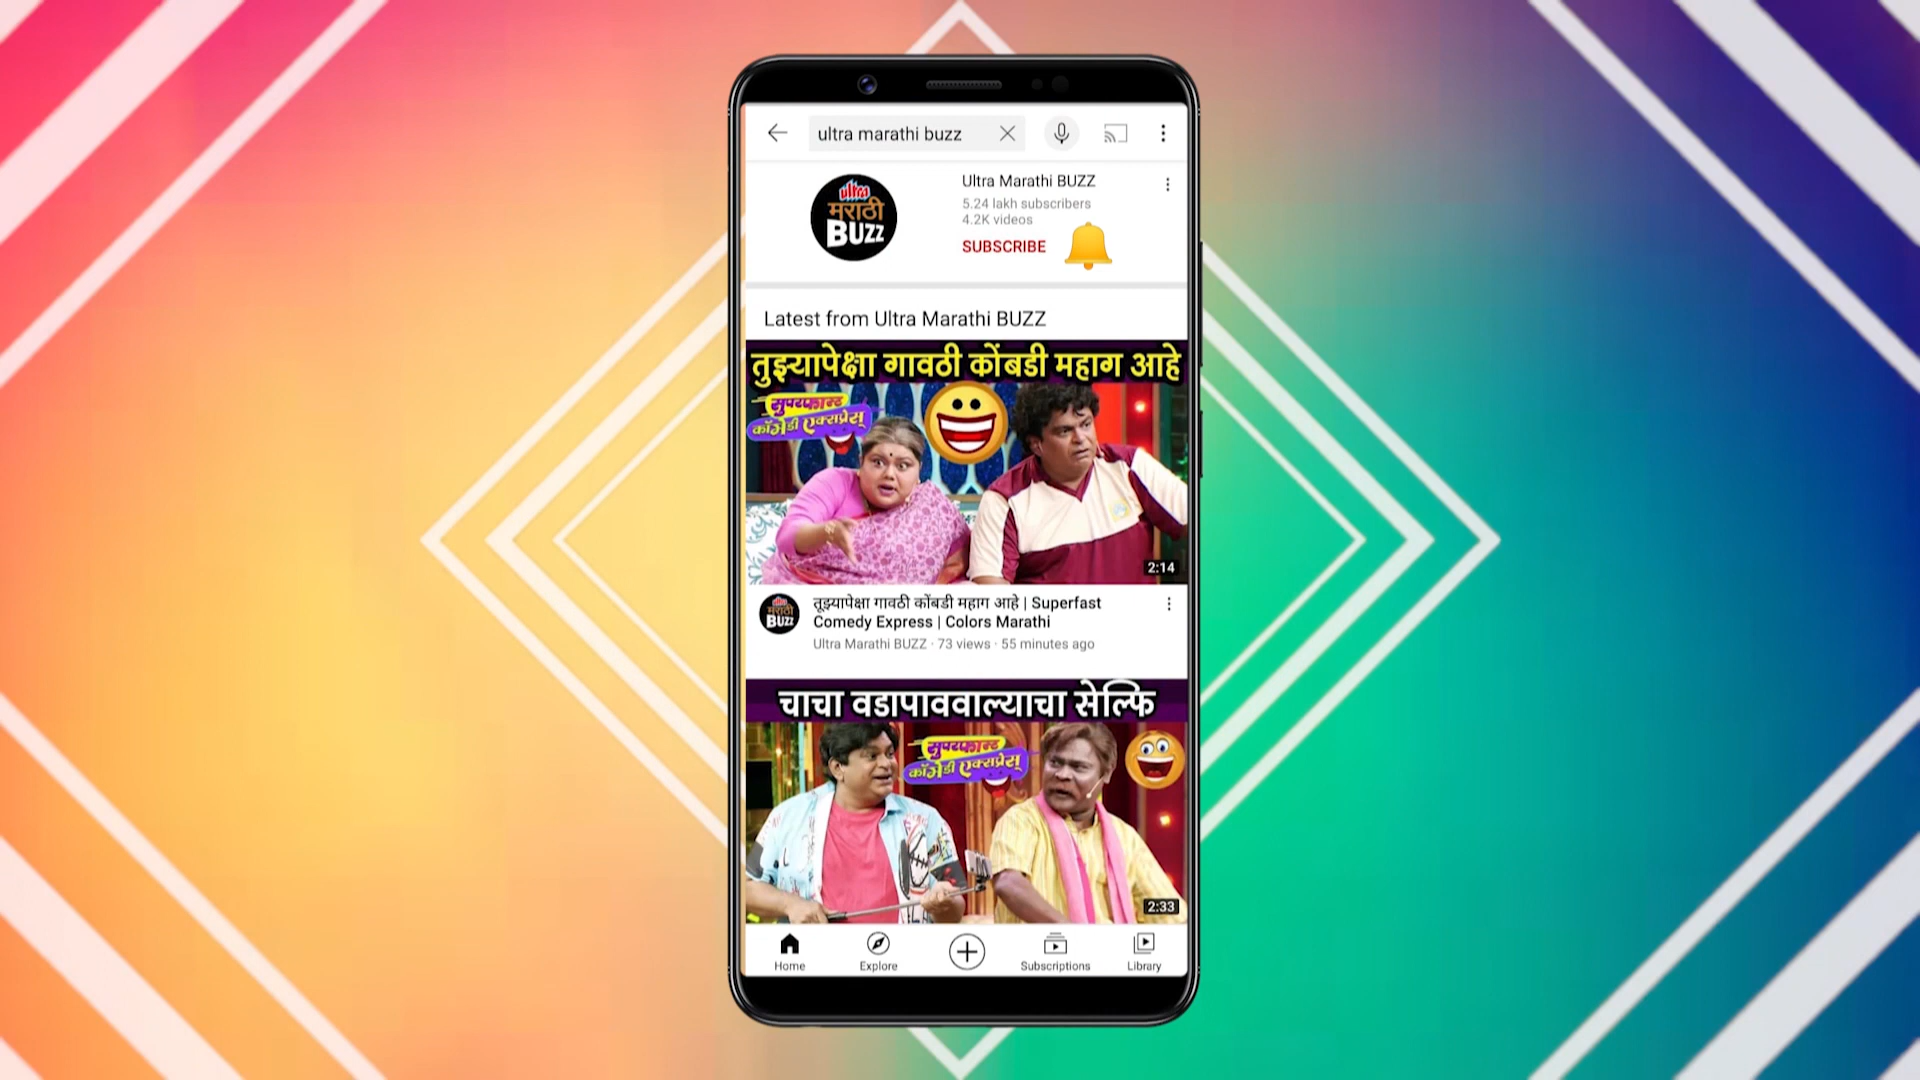 ultra marathi buzz
ultra
मराठी
BUZZ
Ultra Marathi BUZZ
5.24 lakh subscribers
4.2K videos
SUBSCRIBE
Latest from Ultra Marathi BUZZ
तुझ्यापेक्षा गावठी कोंबडी महाग आहे
सुपरफास्ट
कॉमेडी एक्सप्रेस्
2:14
ultra
मराठी
BUZZ
तूझ्यापेक्षा गावठी कोंबडी महाग आहे | Superfast
Comedy Express | Colors Marathi
Ultra Marathi BUZZ · 73 views · 55 minutes ago
चाचा वडापाववाल्याचा सेल्फि
सुपरफास्ट
कॉमेडी एक्सप्रेस्
2:33
Home
Explore
Subscriptions
Library